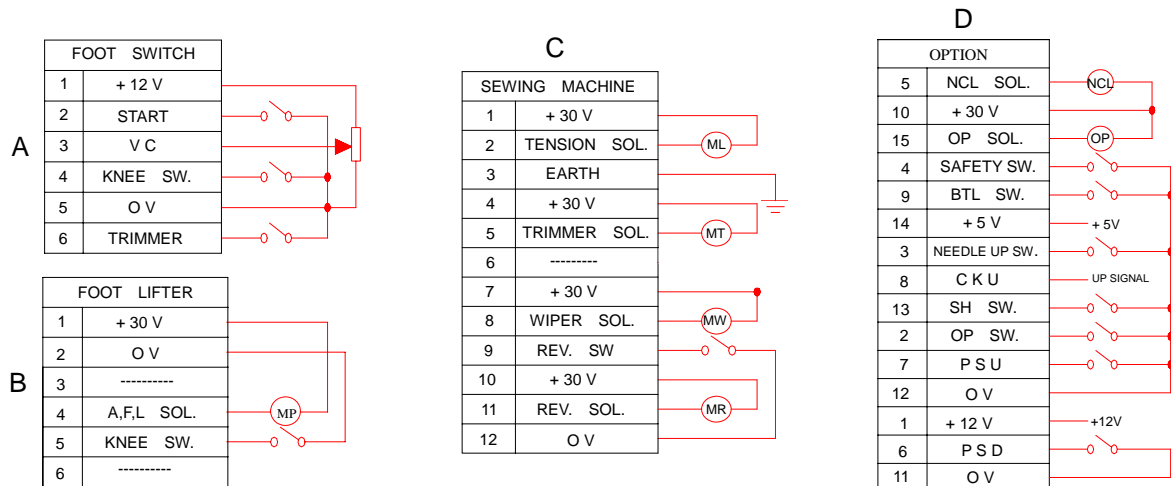 A
FOOT SWITCH
1 + 12 V
2 START
3 V C
4 KNEE SW.
5 O V
6 TRIMMER
B
FOOT LIFTER
1 + 30 V
2 O V
3 ----------
4 A,F,L SOL. MP
5 KNEE SW.
6 ----------
C
SEWING MACHINE
1 + 30 V
2 TENSION SOL. ML
3 EARTH
4 + 30 V
5 TRIMMER SOL. MT
6 ---------
7 + 30 V
8 WIPER SOL. MW
9 REV. SW
10 + 30 V
11 REV. SOL. MR
12 O V
D
OPTION
5 NCL SOL. NCL
10 + 30 V
15 OP SOL. OP
4 SAFETY SW.
9 BTL SW.
14 + 5 V + 5V
3 NEEDLE UP SW.
8 C K U UP SIGNAL
13 SH SW.
2 OP SW.
7 P S U
12 O V
1 + 12 V +12V
6 P S D
11 O V